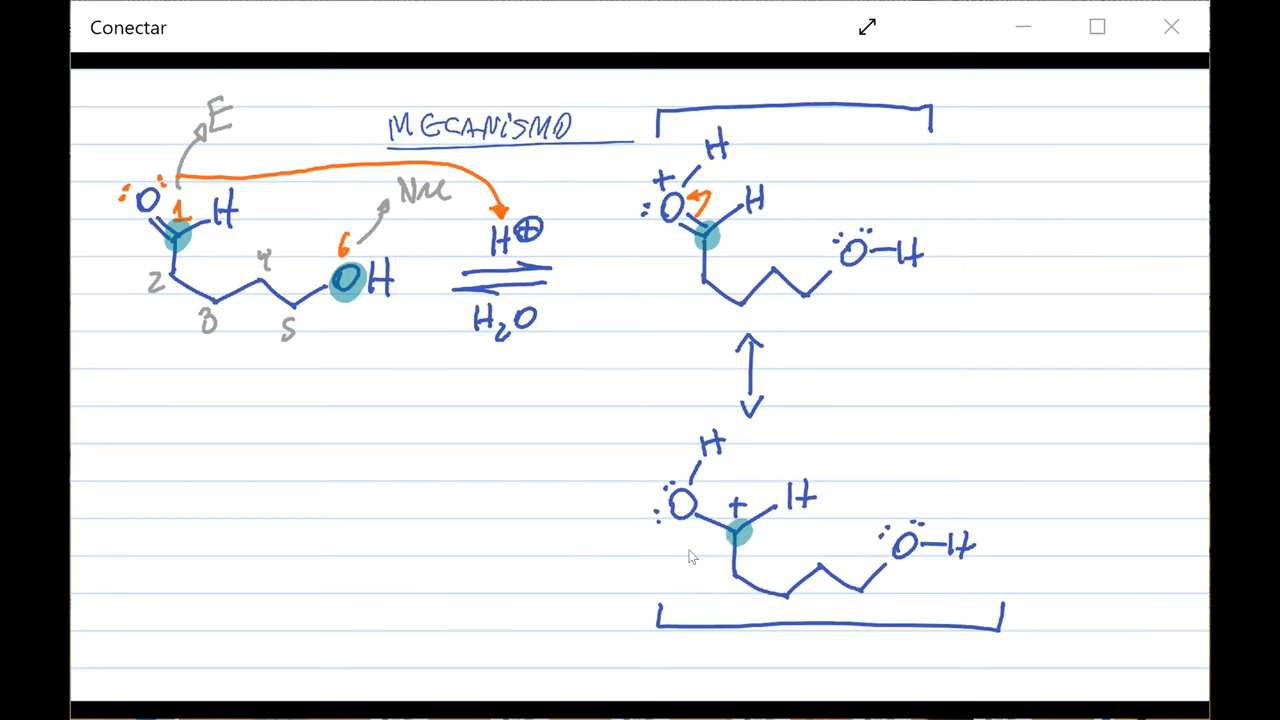 Conectar
MECANISMO
E
Nu
:O: 1 H
6 OH
2 3 4 5
H⊕
H₂O
H
+
:O H
:Ö-H
H
:Ö + H
:Ö-H